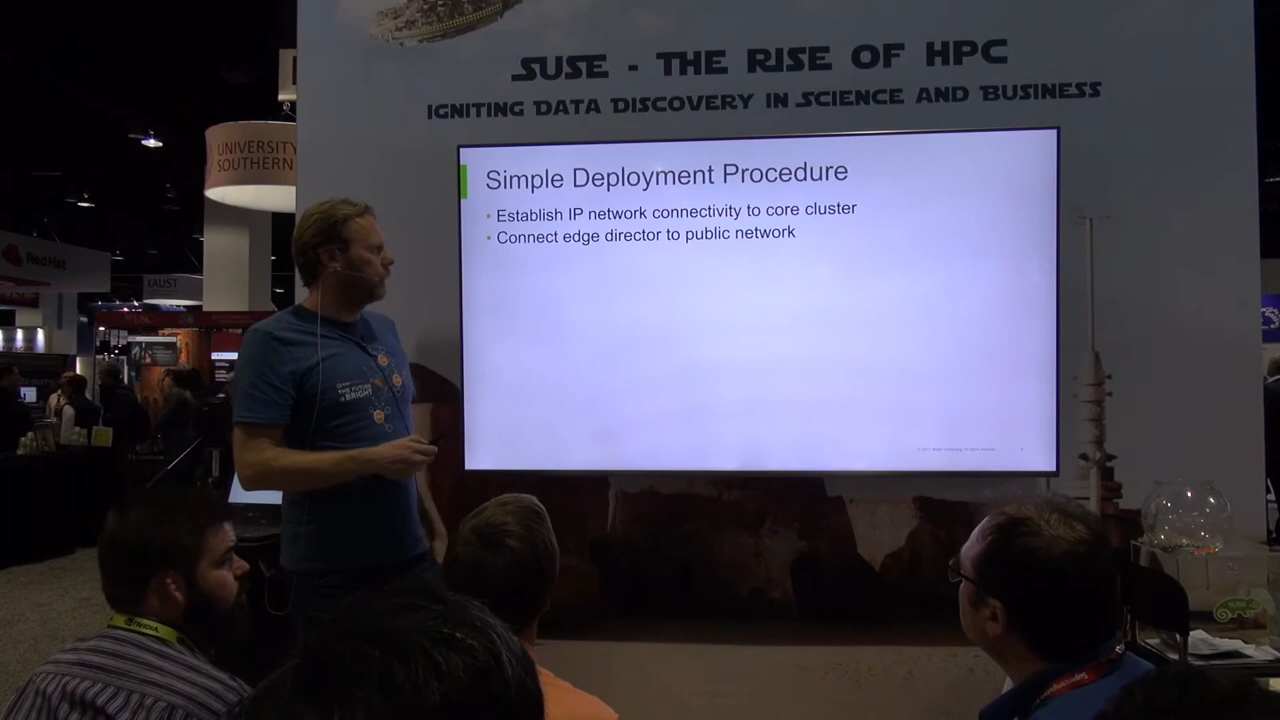 SUSE - THE RISE OF HPC
IGNITING DATA DISCOVERY IN SCIENCE AND BUSINESS
UNIVERSITY
SOUTHERN
Simple Deployment Procedure
• Establish IP network connectivity to core cluster
• Connect edge director to public network
Red Hat
KAUST
THE FUTURE
IS BRIGHT
NVIDIA